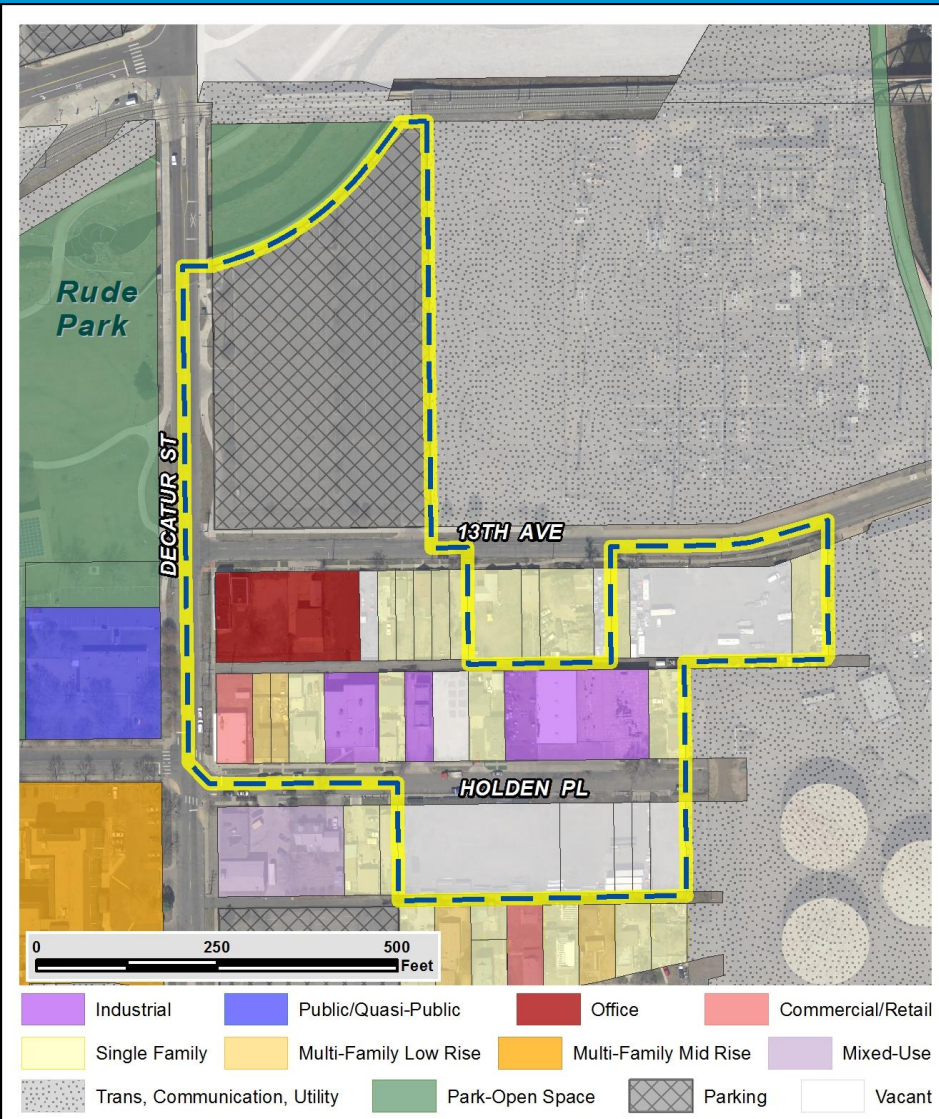 Rude
Park
DECATUR ST
13TH AVE
HOLDEN PL
0 250 500
Feet
Industrial Public/Quasi-Public Office Commercial/Retail
Single Family Multi-Family Low Rise Multi-Family Mid Rise Mixed-Use
Trans, Communication, Utility Park-Open Space Parking Vacant